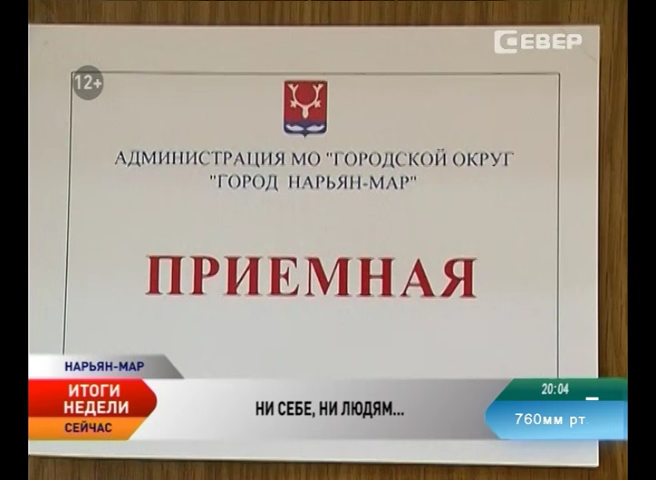 СЕВЕР
12+
АДМИНИСТРАЦИЯ МО "ГОРОДСКОЙ ОКРУГ
"ГОРОД НАРЬЯН-МАР"
ПРИЕМНАЯ
НАРЬЯН-МАР
ИТОГИ
НЕДЕЛИ
СЕЙЧАС
НИ СЕБЕ, НИ ЛЮДЯМ...
20:04
760мм рт